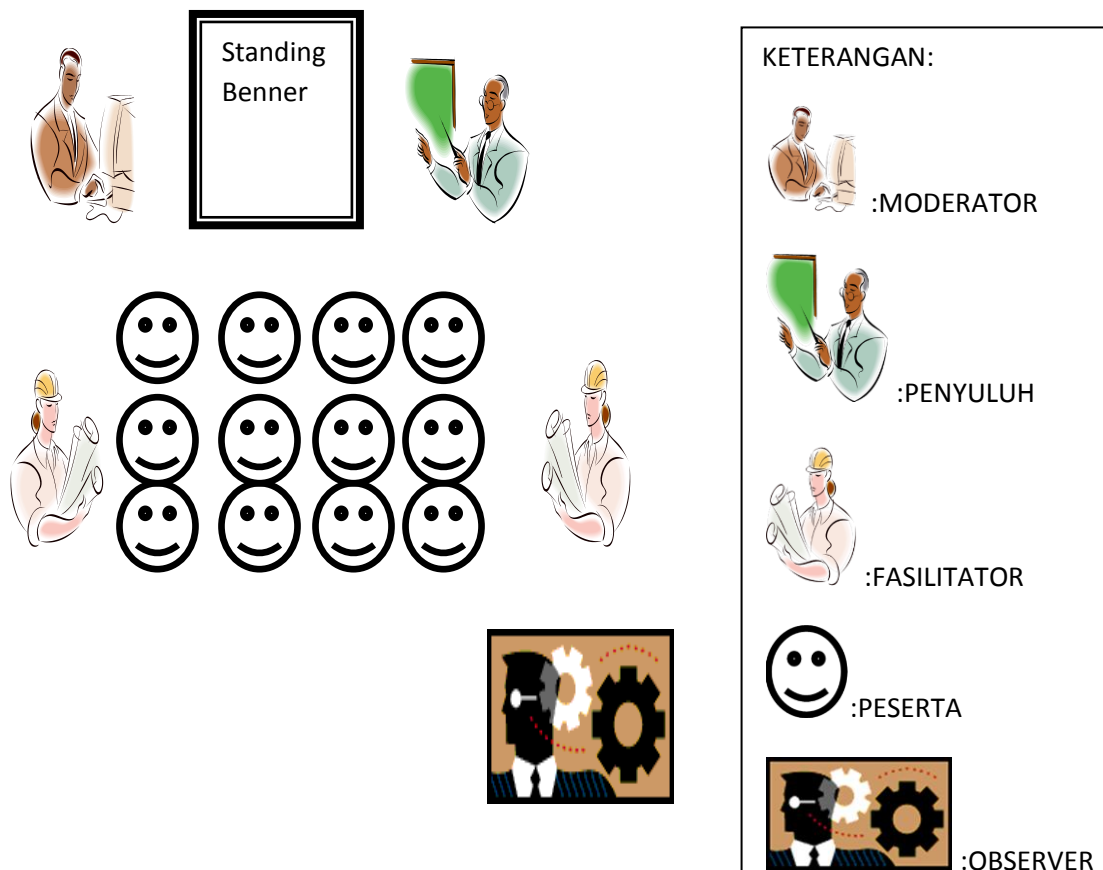 Standing
Benner
KETERANGAN:
:MODERATOR
:PENYULUH
:FASILITATOR
:PESERTA
:OBSERVER